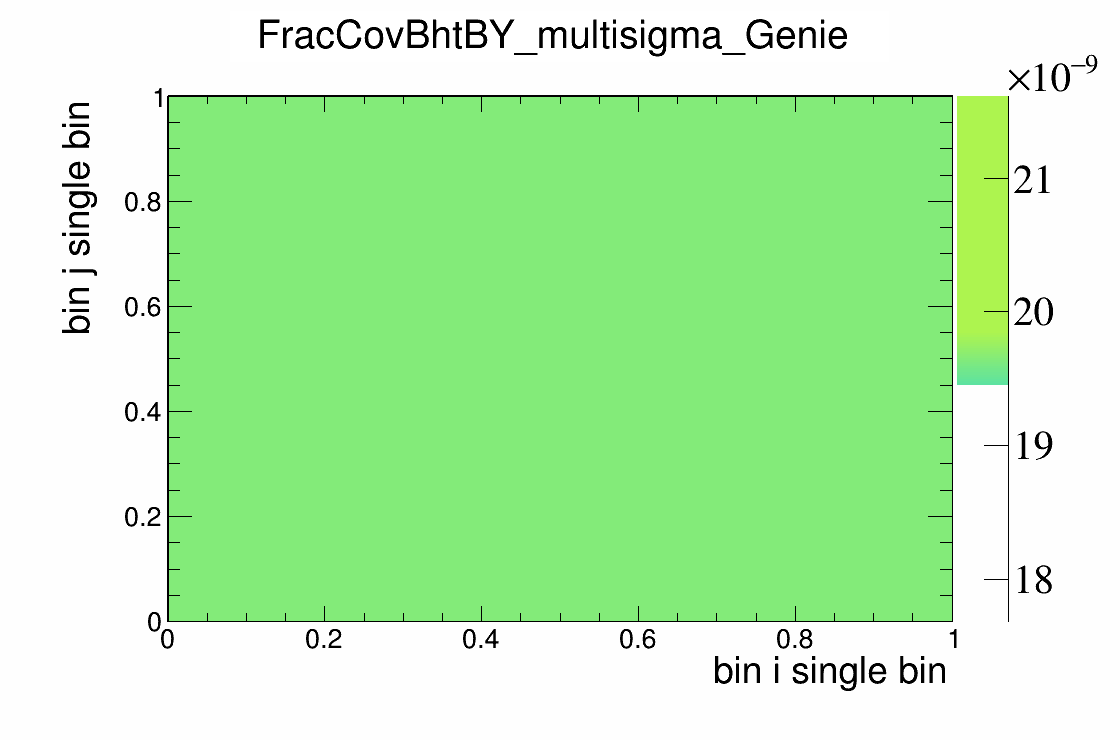 FracCovBhtBY_multisigma_Genie
×10⁻⁹
bin j single bin
1
0.8
0.6
0.4
0.2
0
0 0.2 0.4 0.6 0.8 1
bin i single bin
21
20
19
18